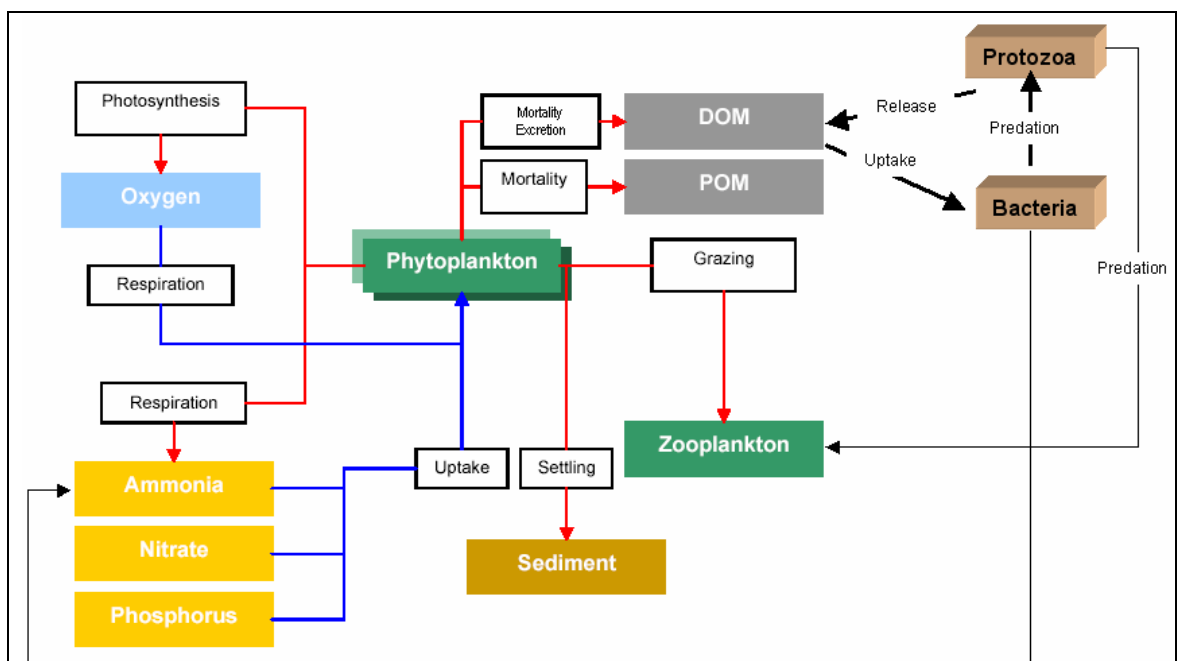 Protozoa
Photosynthesis
Mortality
Excretion
DOM
Release
Predation
Uptake
Mortality
POM
Oxygen
Bacteria
Phytoplankton
Grazing
Predation
Respiration
Respiration
Zooplankton
Uptake
Settling
Ammonia
Nitrate
Sediment
Phosphorus